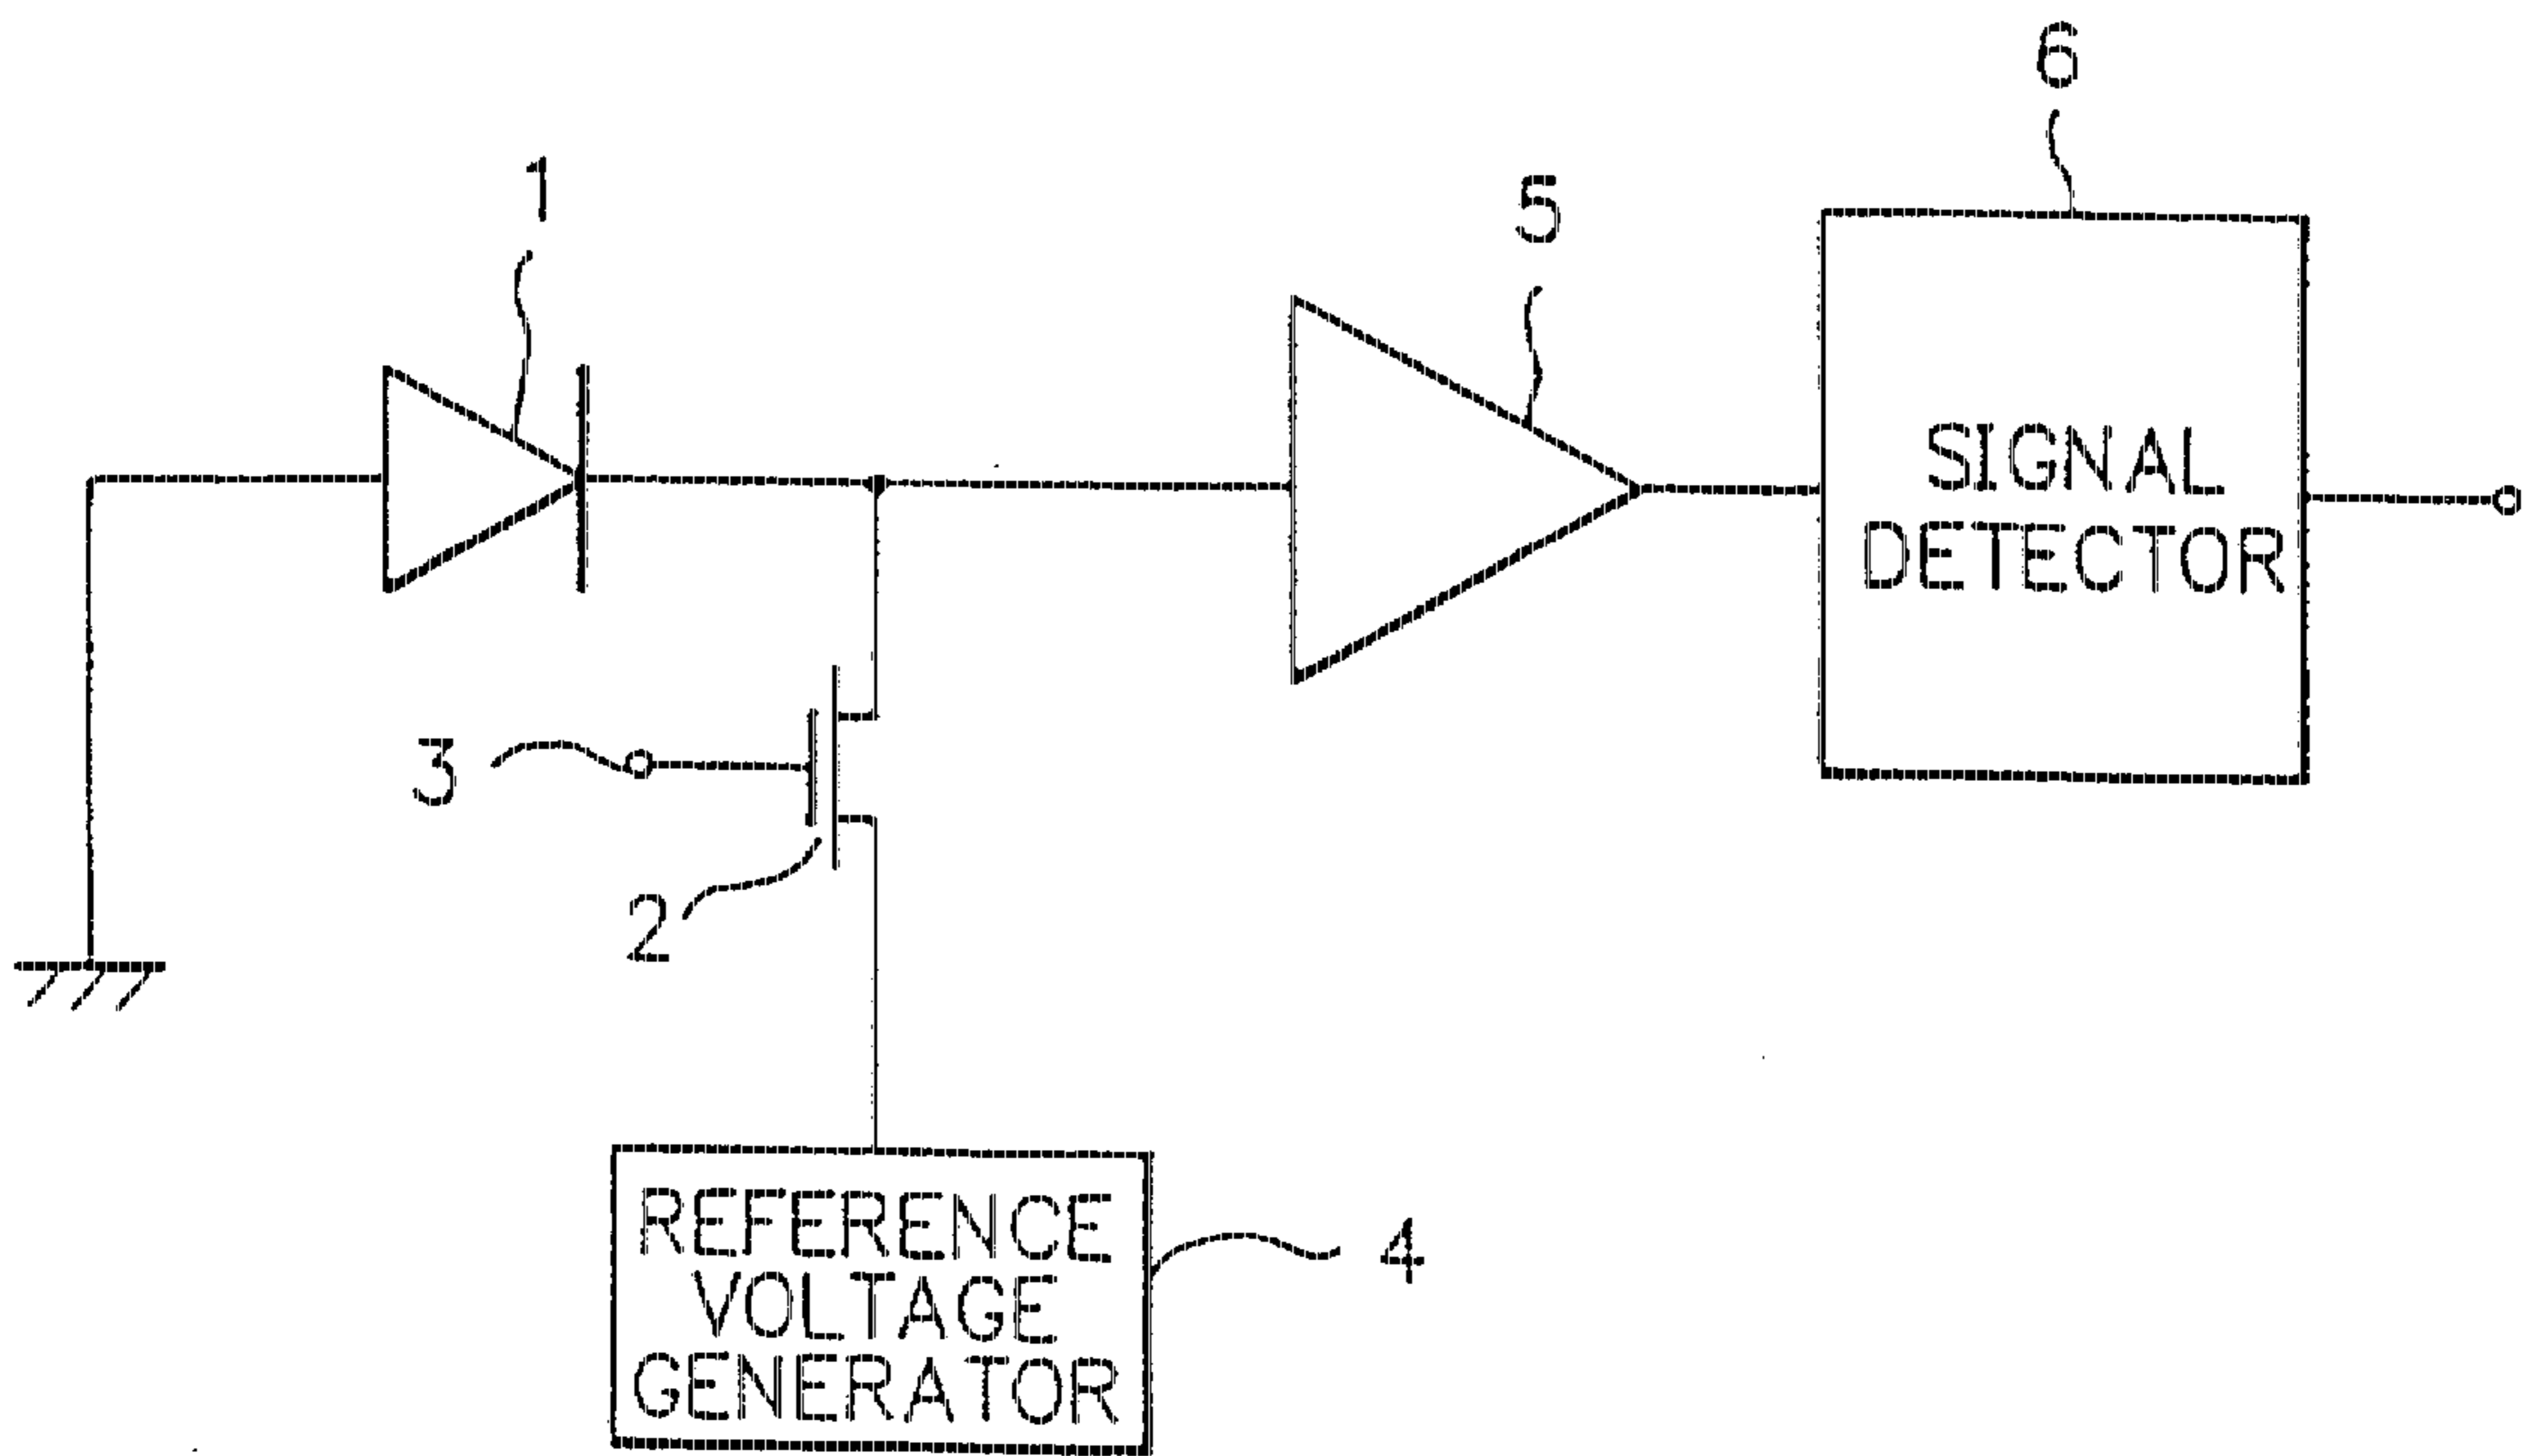 6
1
5
SIGNAL
DETECTOR
3
2
REFERENCE
VOLTAGE
GENERATOR
4